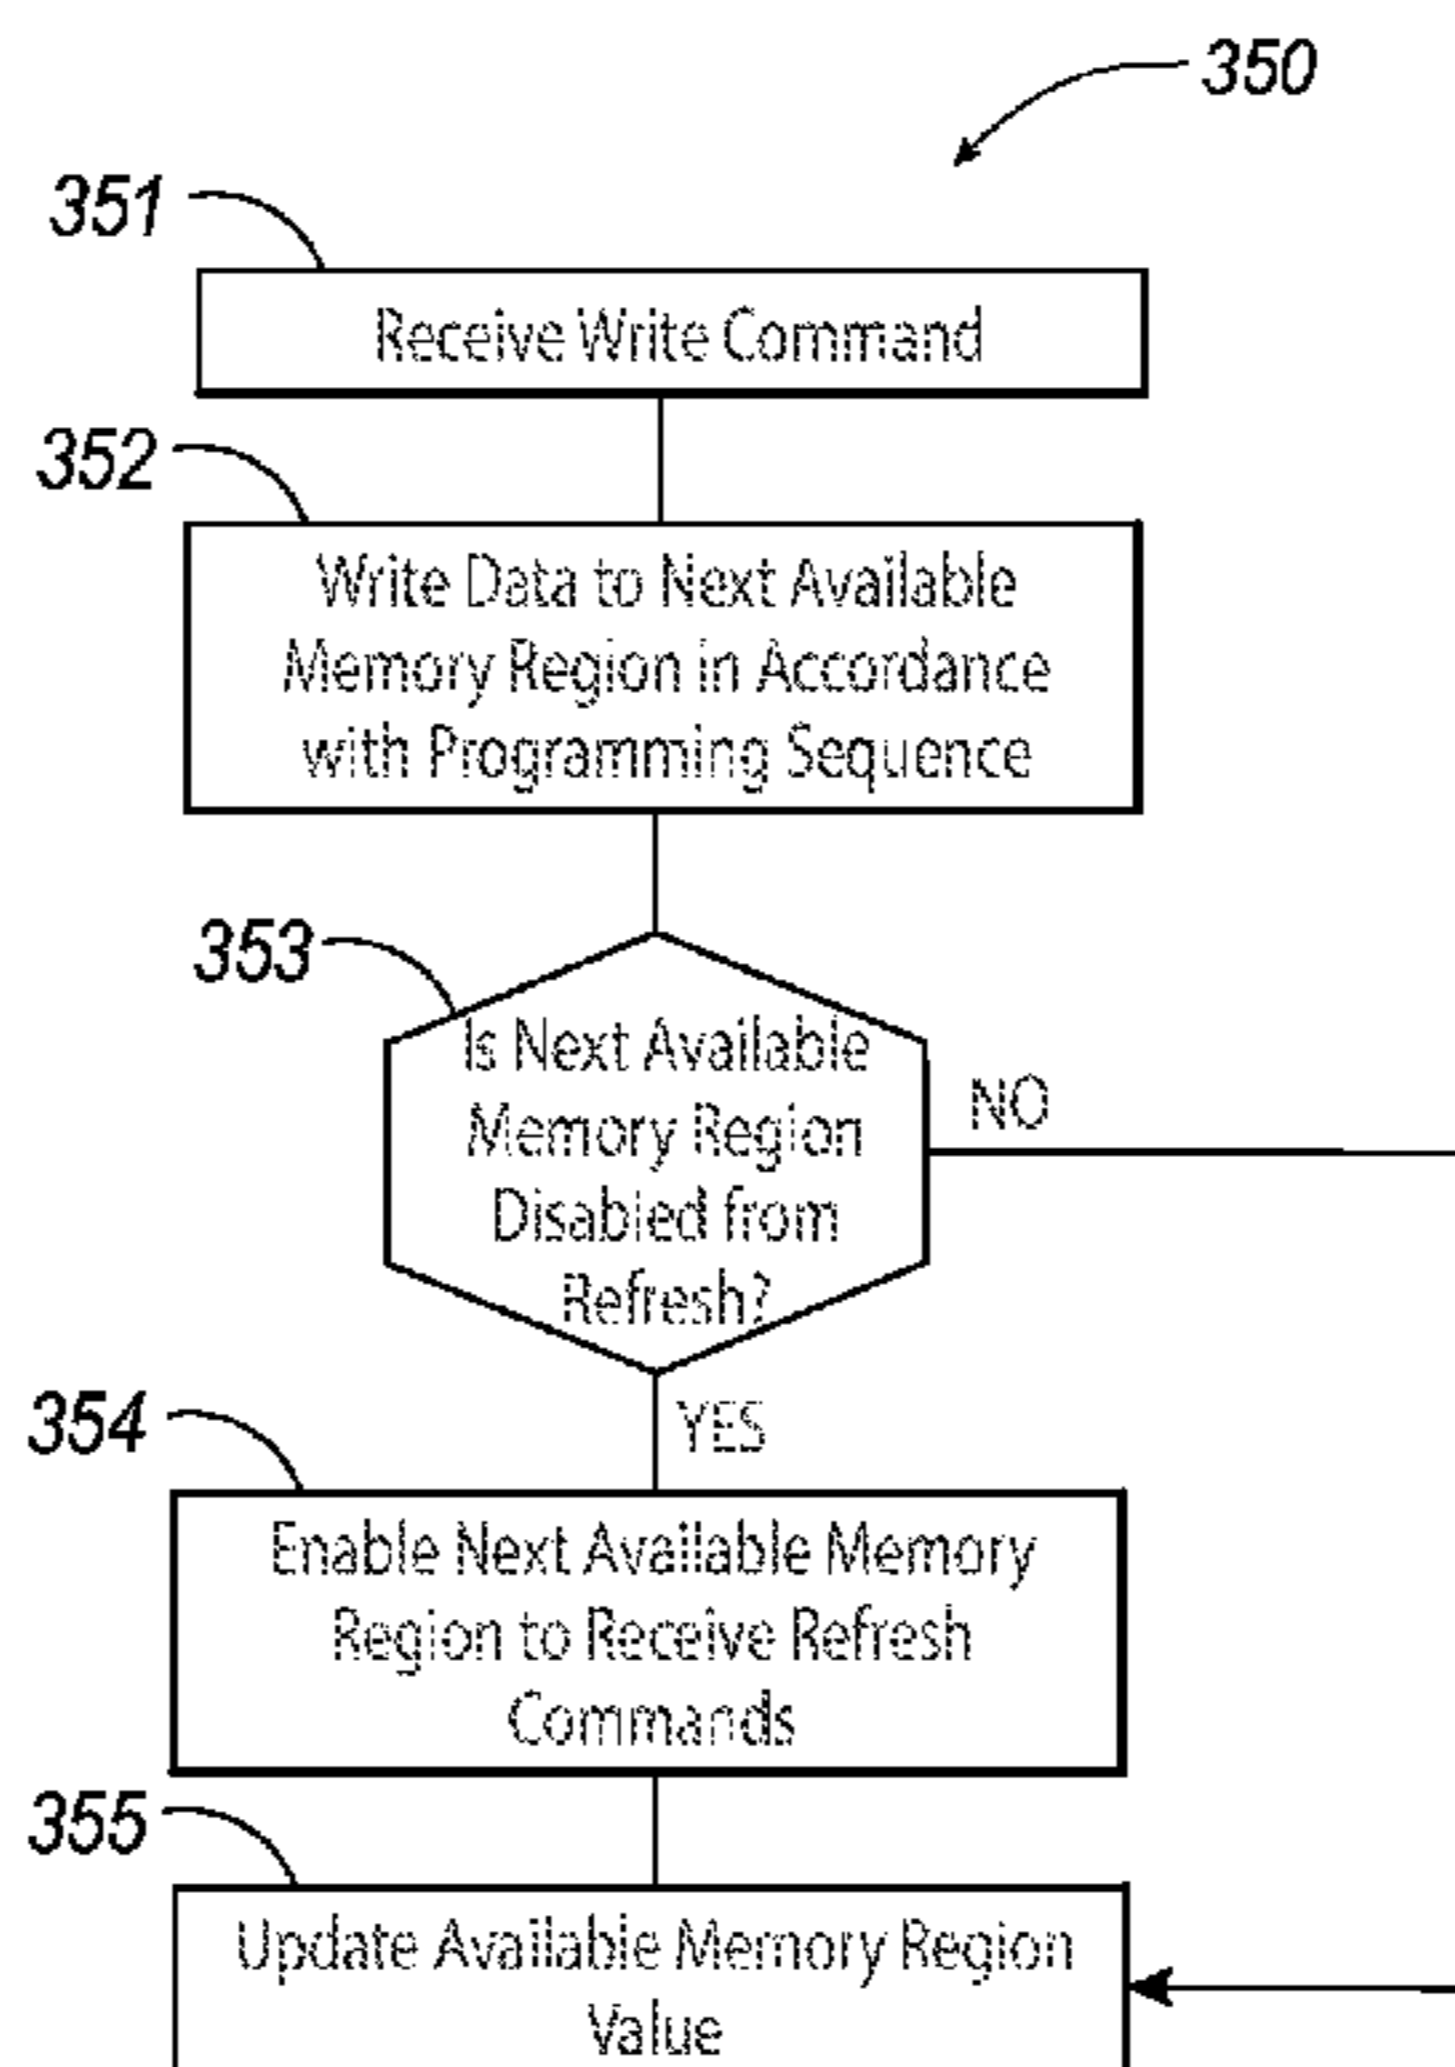 350
351
Receive Write Command
352
Write Data to Next Available
Memory Region in Accordance
with Programming Sequence
353
Is Next Available
Memory Region
Disabled from
Refresh?
NO
YES
354
Enable Next Available Memory
Region to Receive Refresh
Commands
355
Update Available Memory Region
Value